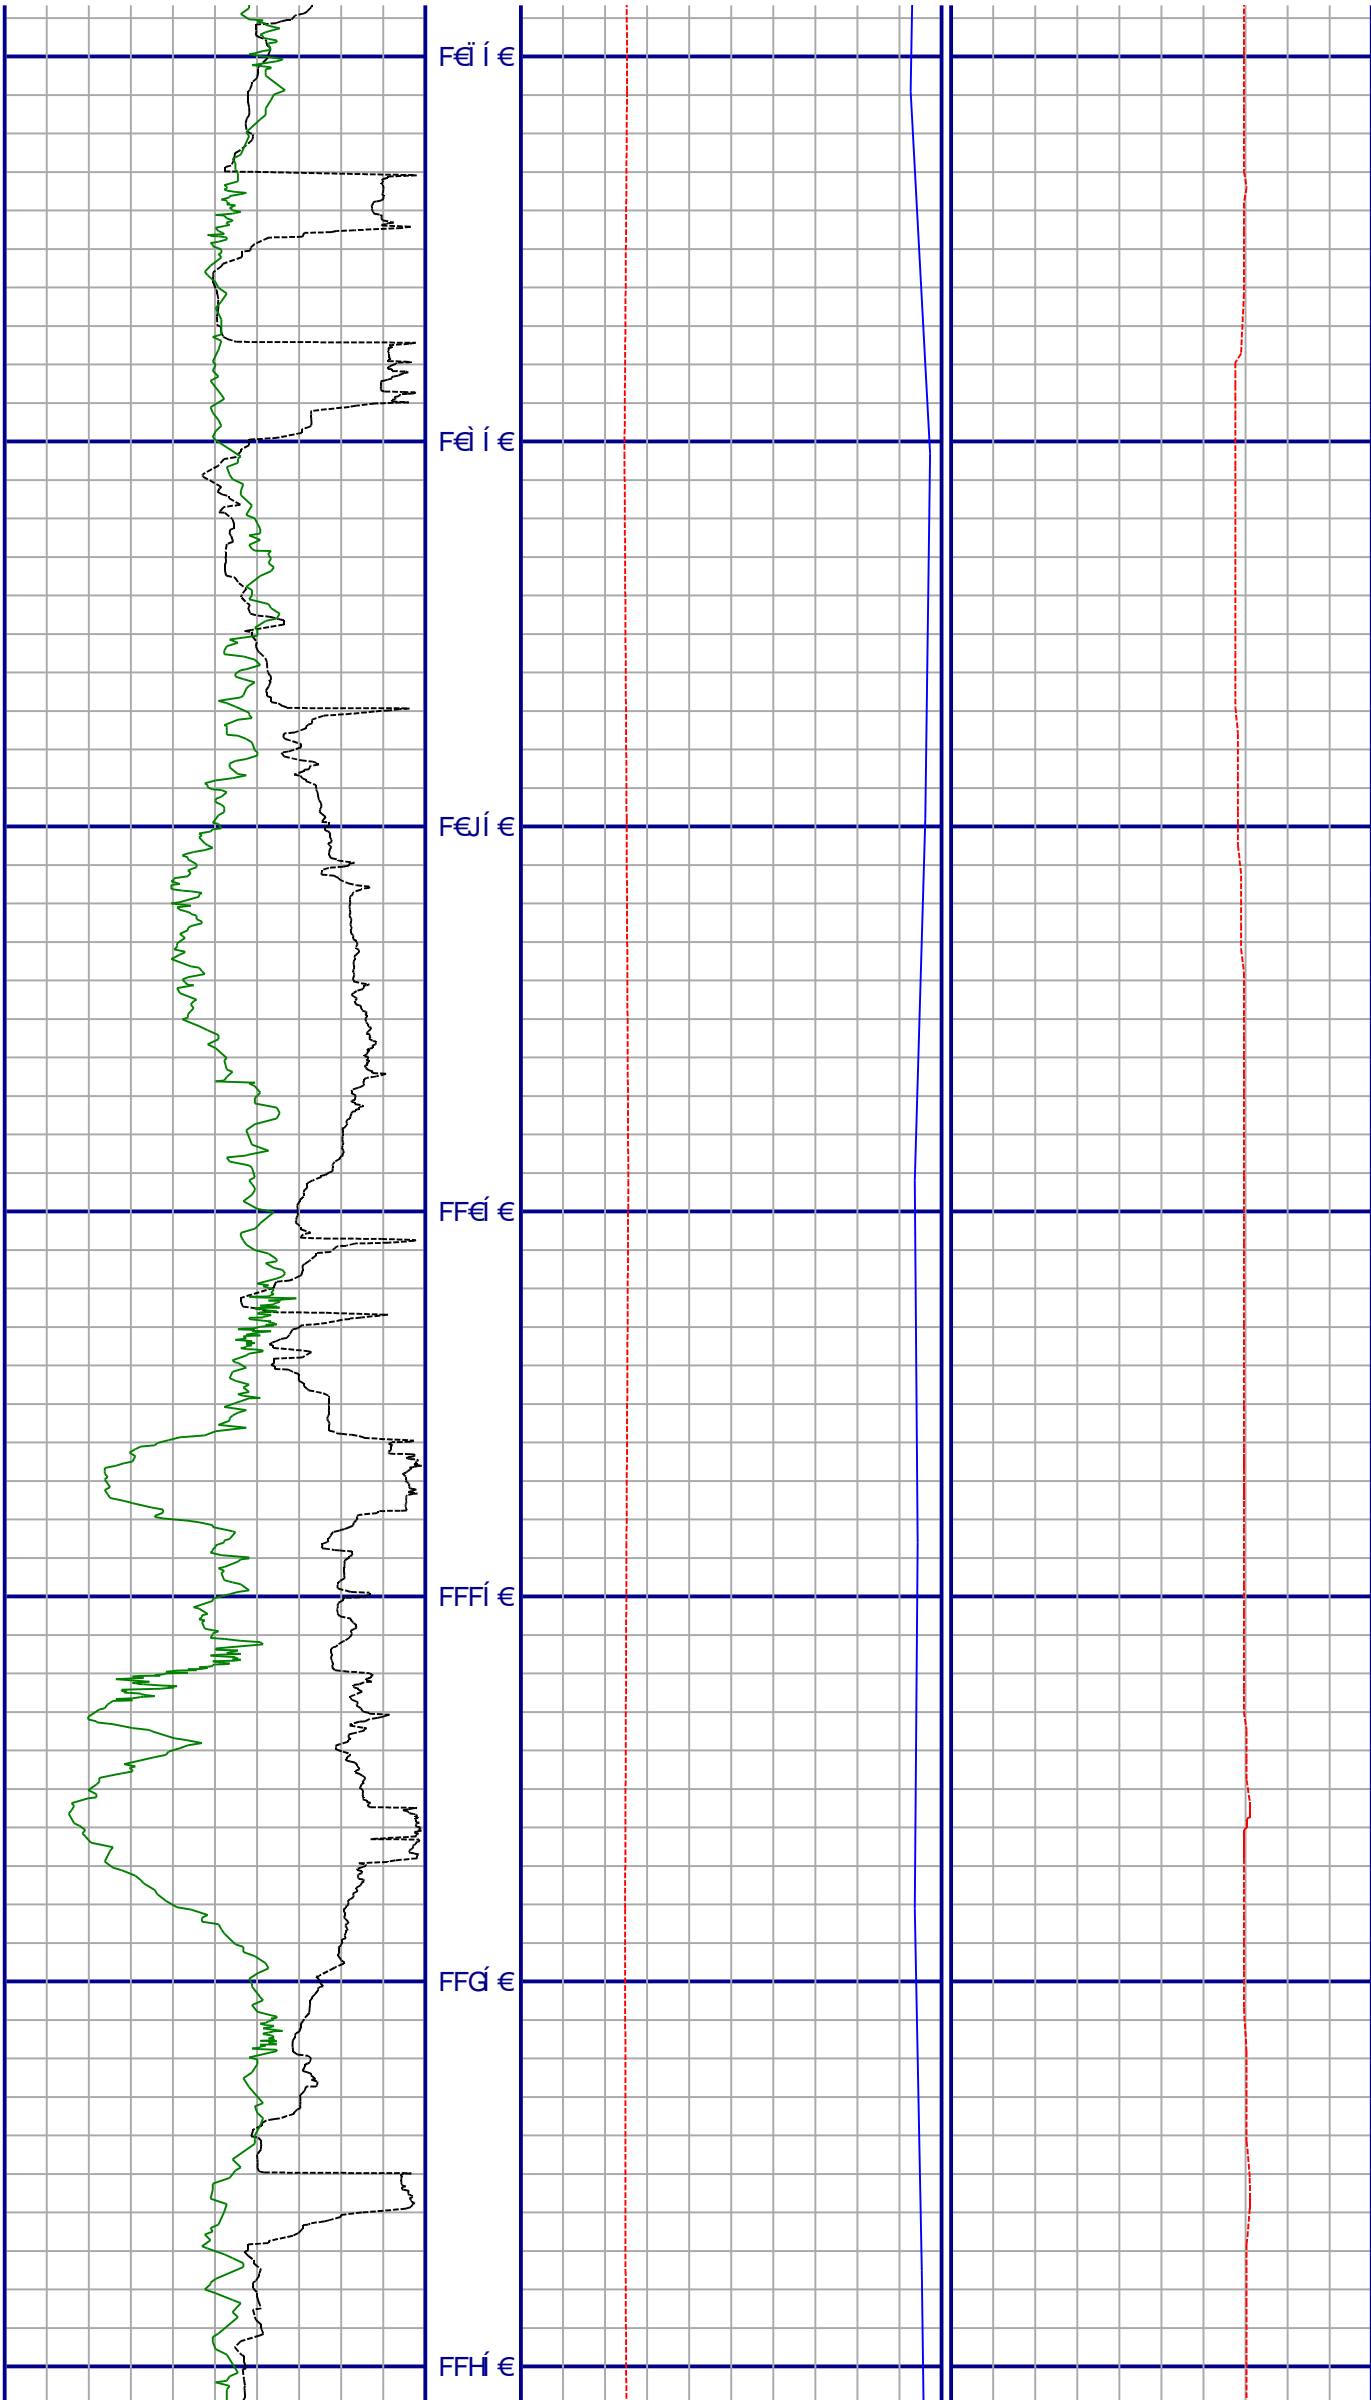 F€Ï Í €
F€Ì Í €
F€JÍ €
FF€Í €
FFFÍ €
FFGÍ €
FFHÍ €